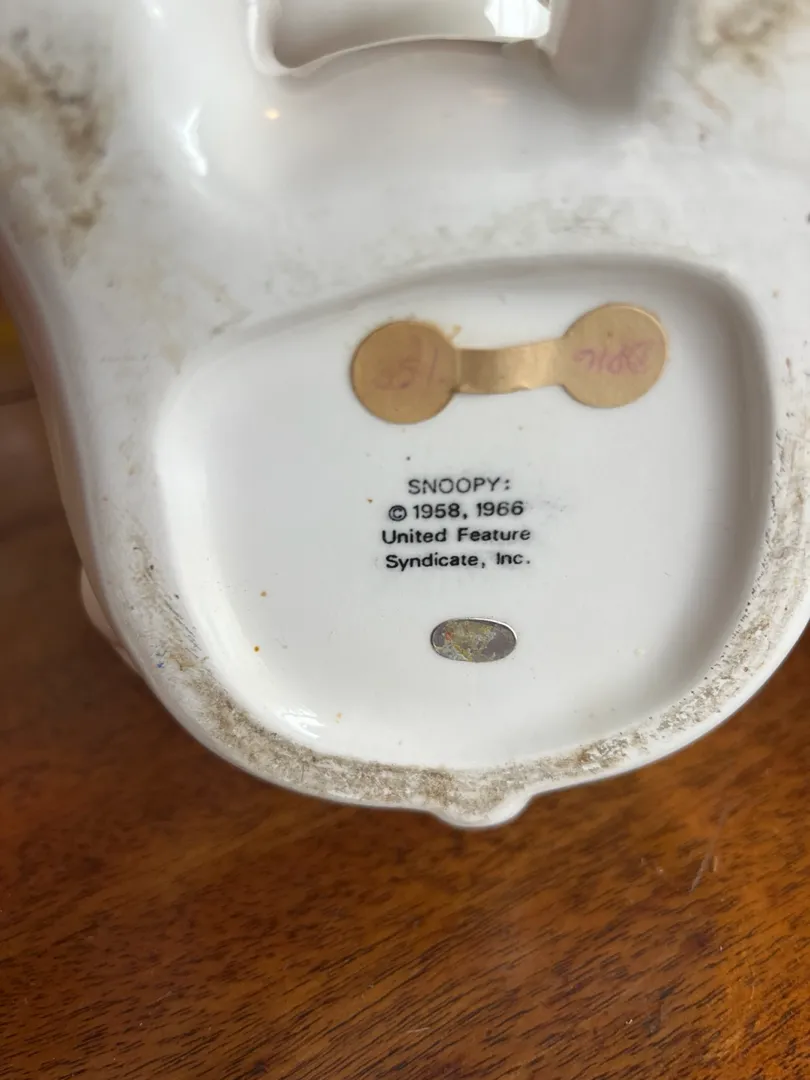 SNOOPY:
© 1958, 1966
United Feature
Syndicate, Inc.